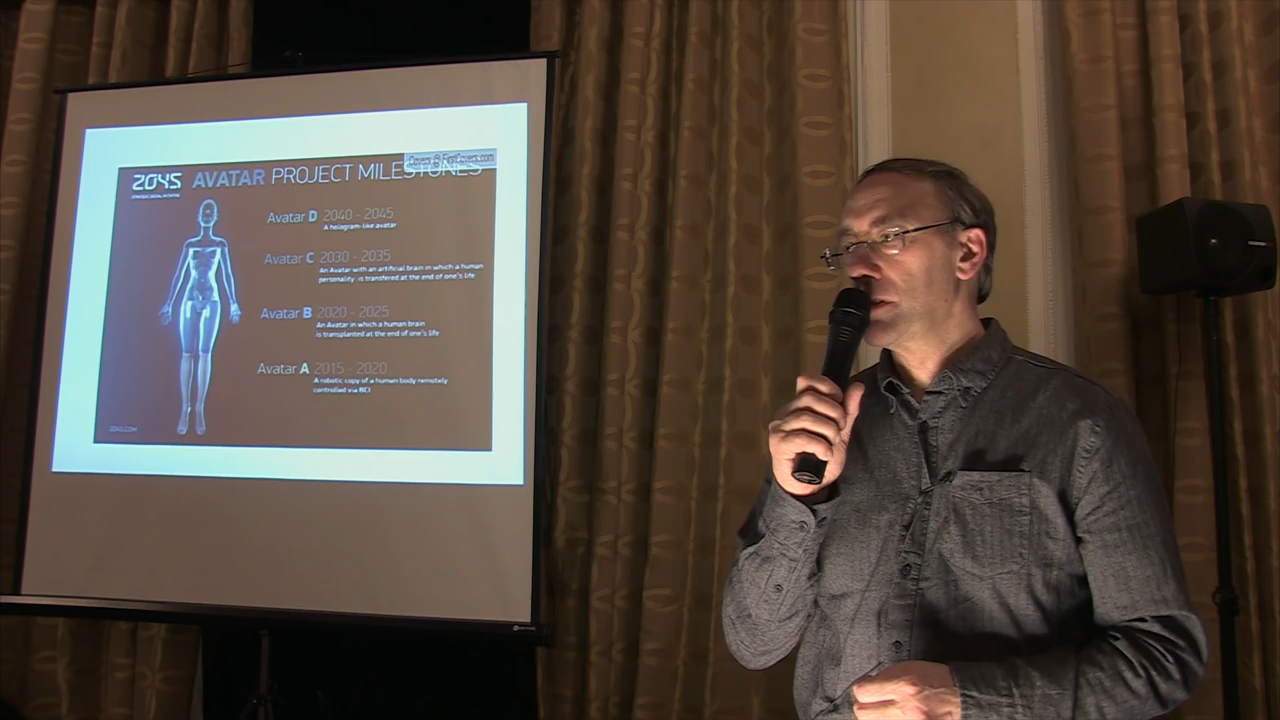 2045 AVATAR PROJECT MILESTONES
Avatar D 2040 - 2045
A hologram-like avatar
Avatar C 2030 - 2035
An Avatar with an artificial brain in which a human
personality is transfered at the end of one's life
Avatar B 2020 - 2025
An Avatar in which a human brain
is transplanted at the end of one's life
Avatar A 2015 - 2020
A robotic copy of a human body remotely
controlled via BCI
2045.COM